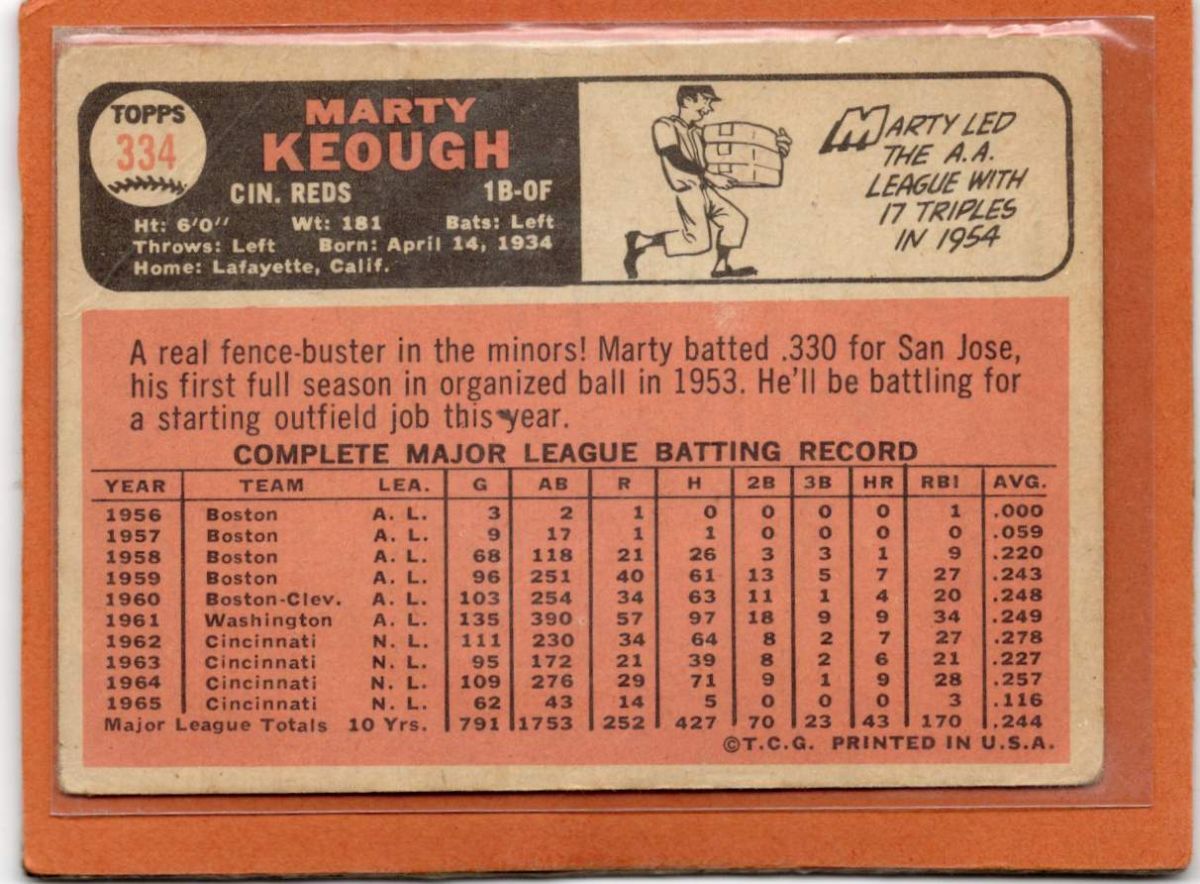 TOPPS
334
MARTY
KEOUGH
CIN. REDS 1B-OF
Ht: 6'0" Wt: 181 Bats: Left
Throws: Left Born: April 14, 1934
Home: Lafayette, Calif.
MARTY LED
THE A.A.
LEAGUE WITH
17 TRIPLES
IN 1954
A real fence-buster in the minors! Marty batted .330 for San Jose,
his first full season in organized ball in 1953. He'll be battling for
a starting outfield job this year.
COMPLETE MAJOR LEAGUE BATTING RECORD
YEAR TEAM LEA. G AB R H 2B 3B HR RBI AVG.
1956 Boston A. L. 3 2 1 0 0 0 0 1 .000
1957 Boston A. L. 9 17 1 1 0 0 0 0 .059
1958 Boston A. L. 68 118 21 26 3 3 1 9 .220
1959 Boston A. L. 96 251 40 61 13 5 7 27 .243
1960 Boston-Clev. A. L. 103 254 34 63 11 1 4 20 .248
1961 Washington A. L. 135 390 57 97 18 9 9 34 .249
1962 Cincinnati N. L. 111 230 34 64 8 2 7 27 .278
1963 Cincinnati N. L. 95 172 21 39 8 2 6 21 .227
1964 Cincinnati N. L. 109 276 29 71 9 1 9 28 .257
1965 Cincinnati N. L. 62 43 14 5 0 0 0 3 .116
Major League Totals 10 Yrs. 791 1753 252 427 70 23 43 170 .244
©T.C.G. PRINTED IN U.S.A.